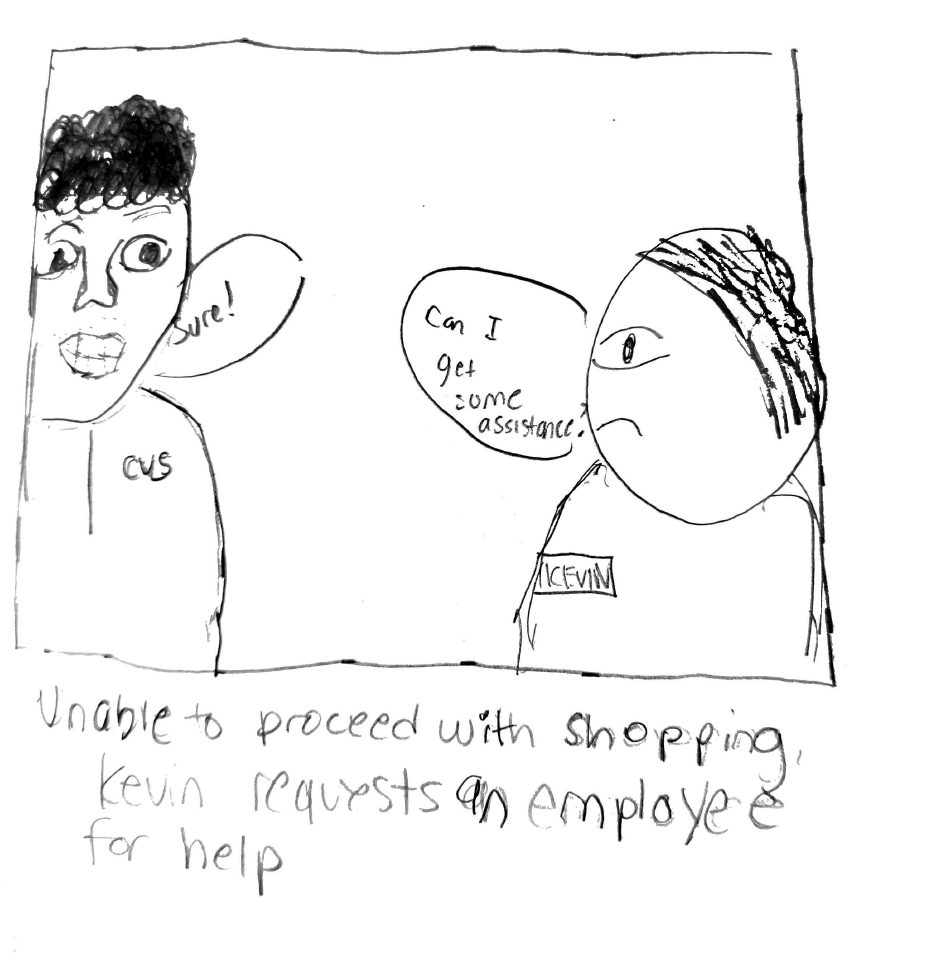 Sure!
Can I
get
some
assistance?
CVS
KEVIN
Unable to proceed with shopping,
Kevin requests an employee
for help